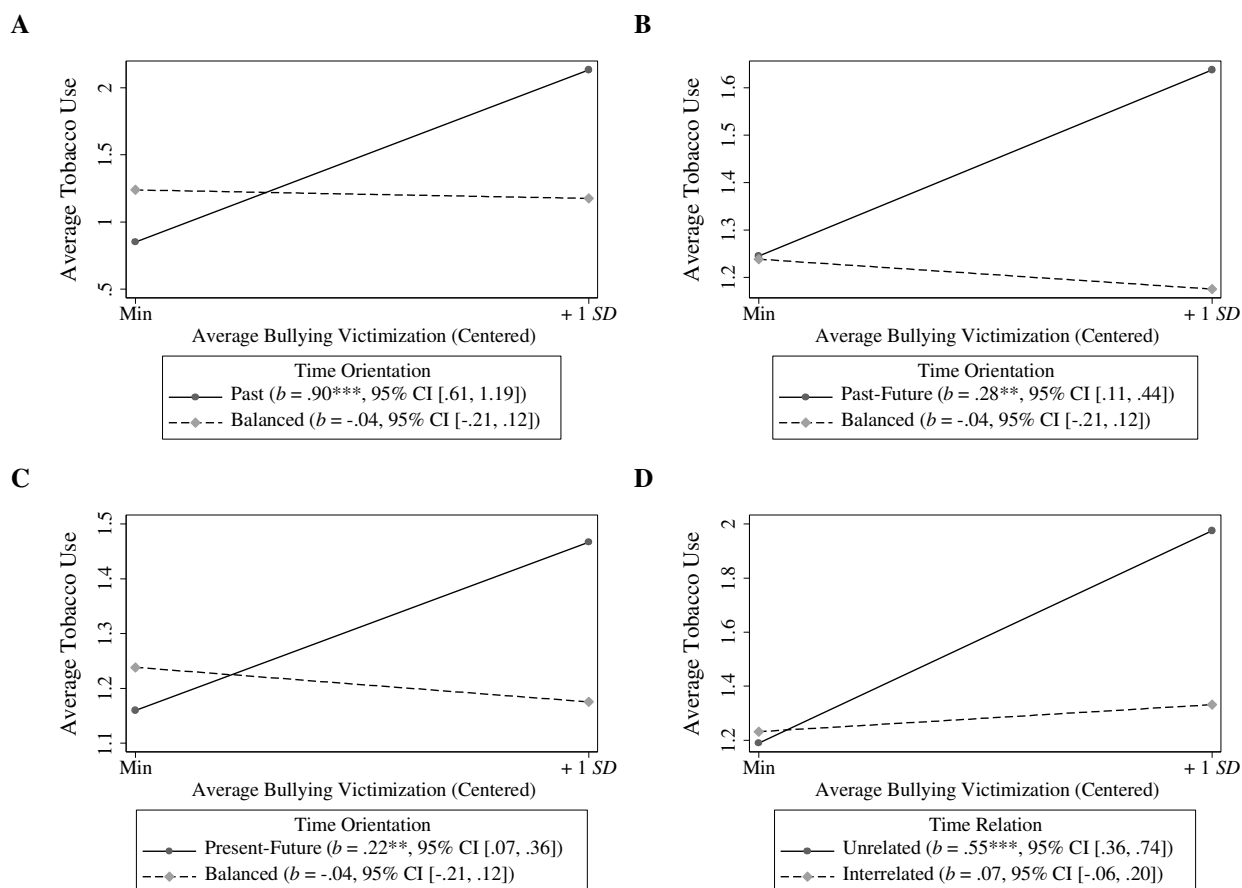 A
Average Tobacco Use
2
1.5
1
.5
Min
+ 1 SD
Average Bullying Victimization (Centered)
Time Orientation
Past (b = .90***, 95% CI [.61, 1.19])
Balanced (b = -.04, 95% CI [-.21, .12])
B
Average Tobacco Use
1.6
1.5
1.4
1.3
1.2
Min
+ 1 SD
Average Bullying Victimization (Centered)
Time Orientation
Past-Future (b = .28**, 95% CI [.11, .44])
Balanced (b = -.04, 95% CI [-.21, .12])
C
Average Tobacco Use
1.5
1.4
1.3
1.2
1.1
Min
+ 1 SD
Average Bullying Victimization (Centered)
Time Orientation
Present-Future (b = .22**, 95% CI [.07, .36])
Balanced (b = -.04, 95% CI [-.21, .12])
D
Average Tobacco Use
2
1.8
1.6
1.4
1.2
Min
+ 1 SD
Average Bullying Victimization (Centered)
Time Relation
Unrelated (b = .55***, 95% CI [.36, .74])
Interrelated (b = .07, 95% CI [-.06, .20])